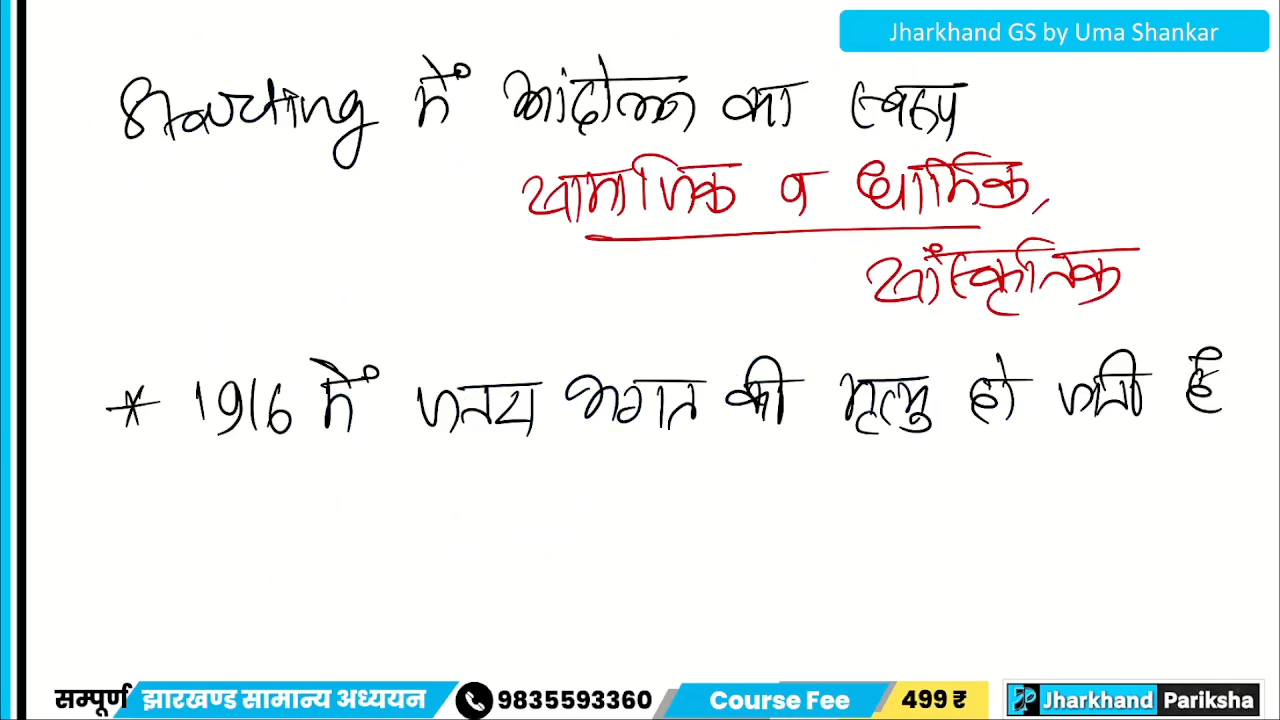 Jharkhand GS by Uma Shankar
Starting में आंदोलन का स्वरूप
सामाजिक व धार्मिक,
सांस्कृतिक
* 1916 में जतरा भगत की मृत्यु हो जाती है
सम्पूर्ण झारखण्ड सामान्य अध्ययन 9835593360 Course Fee 499 ₹ JP Jharkhand Pariksha